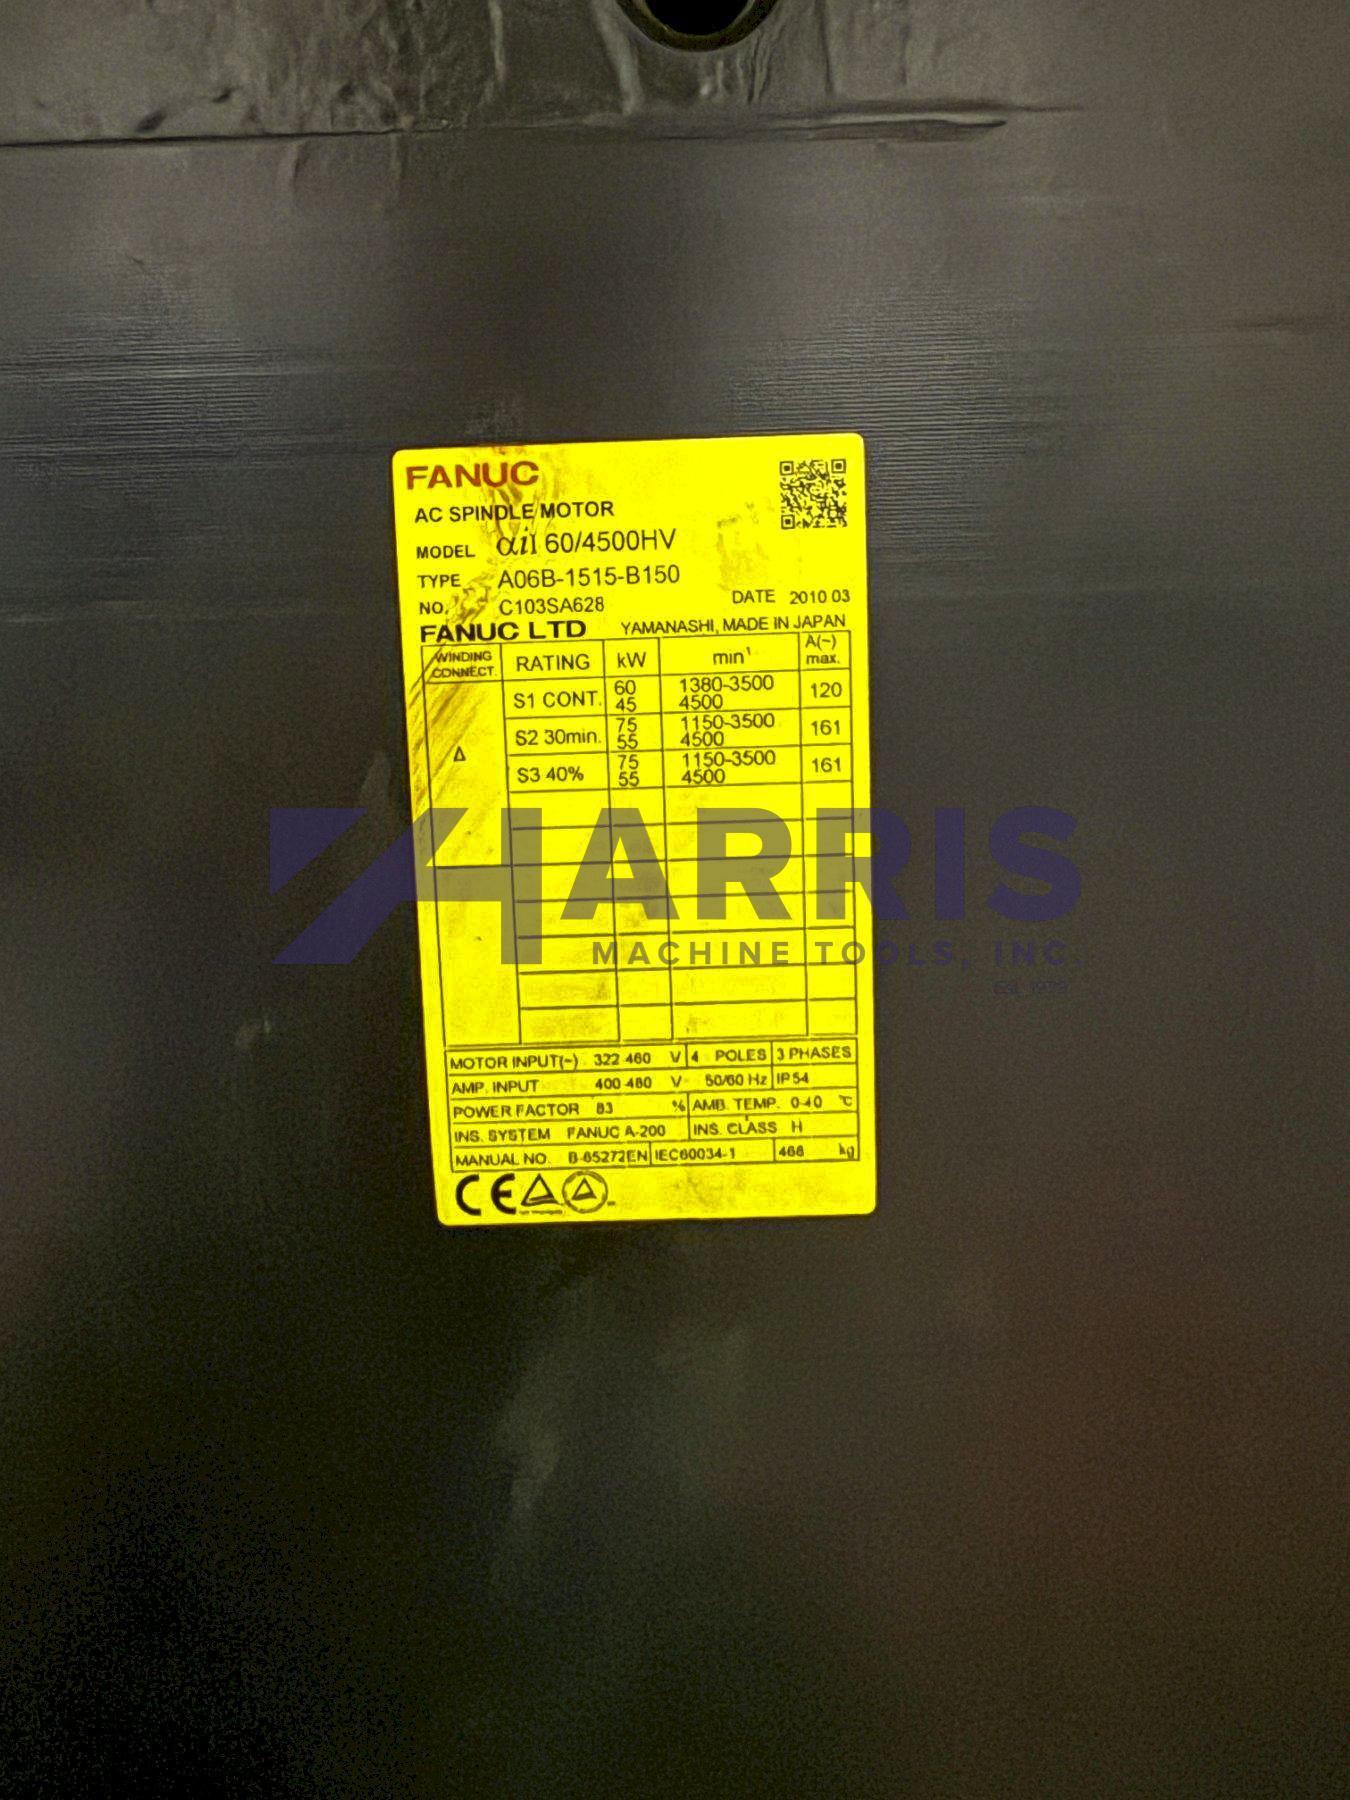 FANUC
AC SPINDLE MOTOR
MODEL αiI 60/4500HV
TYPE A06B-1515-B150
NO. C103SA628 DATE 2010 03
FANUC LTD YAMANASHI, MADE IN JAPAN
WINDING CONNECT. RATING kW min⁻¹ A(~) max.
Δ
S1 CONT. 60 1380-3500 120
45 4500
S2 30min. 75 1150-3500 161
55 4500
S3 40% 75 1150-3500 161
55 4500
HARRIS
MACHINE TOOLS, INC.
MOTOR INPUT(~) 322-460 V 4 POLES 3 PHASES
AMP. INPUT 400-480 V 50/60 Hz IP54
POWER FACTOR 83 % AMB. TEMP. 0-40 °C
INS. SYSTEM FANUC A-200 INS. CLASS H
MANUAL NO. B-65272EN IEC60034-1 468 kg
CE